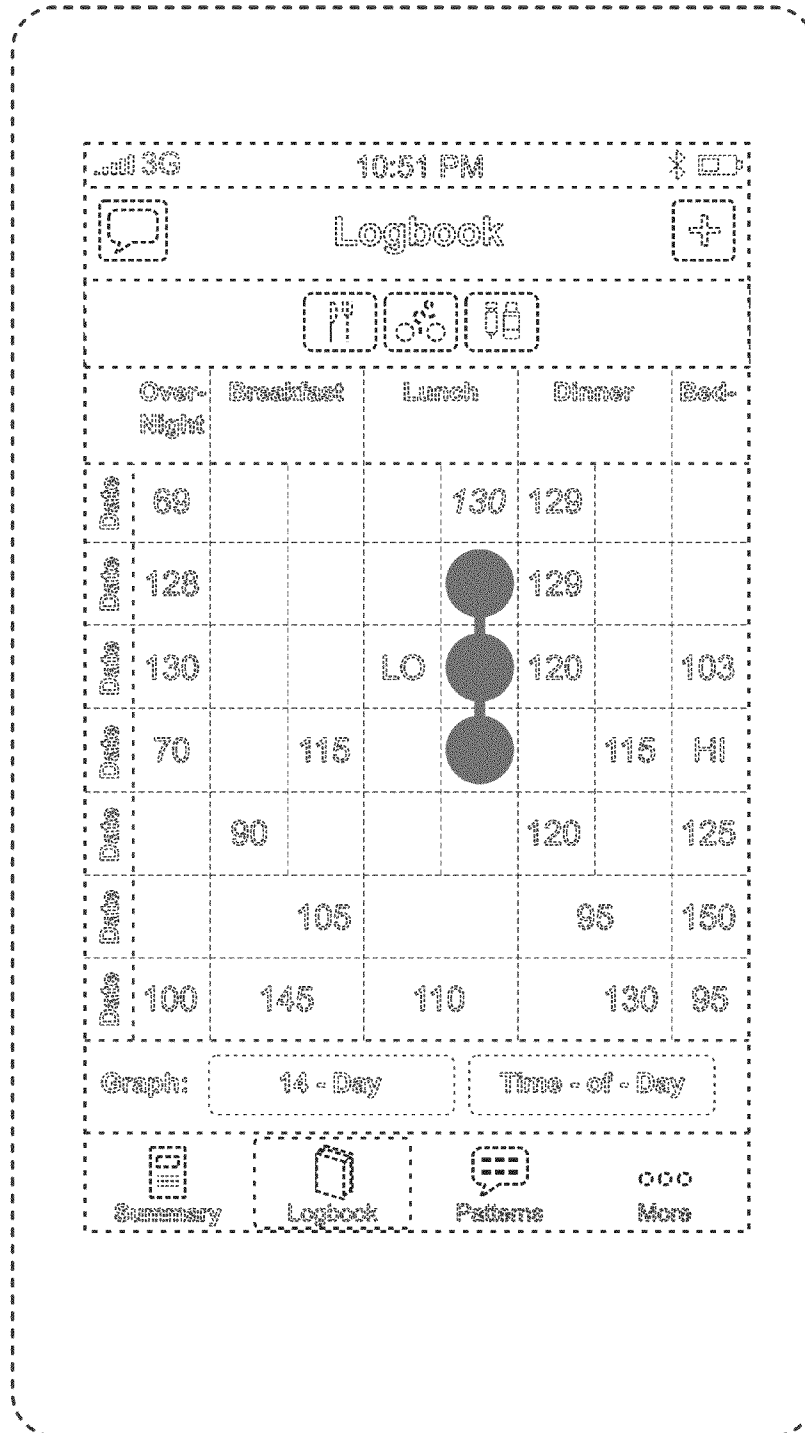 3G 10:51 PM
Logbook
Over- Breakfast Lunch Dinner Bed-
Night
Date 69 130 129
Date 128 129
Date 130 LO 120 103
Date 70 115 115 HI
Date 90 120 125
Date 105 95 150
Date 100 145 110 130 95
Graph: 14 - Day Time - of - Day
Summary Logbook Patterns More